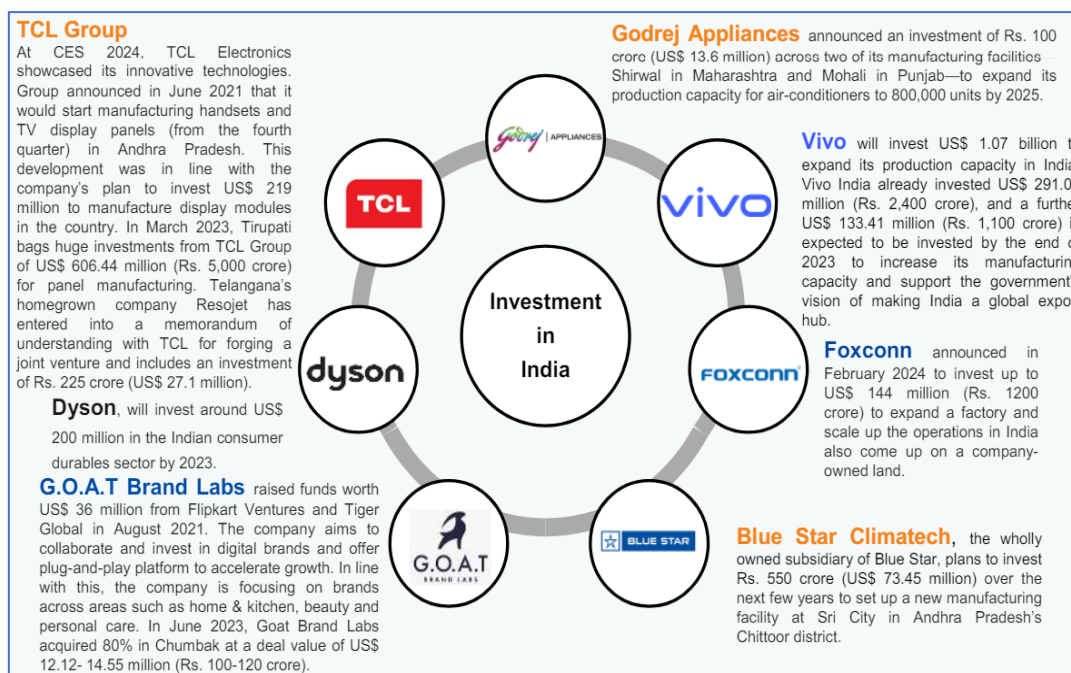 TCL Group
At CES 2024, TCL Electronics
showcased its innovative technologies.
Group announced in June 2021 that it
would start manufacturing handsets and
TV display panels (from the fourth
quarter) in Andhra Pradesh. This
development was in line with the
company's plan to invest US$ 219
million to manufacture display modules
in the country. In March 2023, Tirupati
bags huge investments from TCL Group
of US$ 606.44 million (Rs. 5,000 crore)
for panel manufacturing. Telangana's
homegrown company Resojet has
entered into a memorandum of
understanding with TCL for forging a
joint venture and includes an investment
of Rs. 225 crore (US$ 27.1 million).
Dyson, will invest around US$
200 million in the Indian consumer
durables sector by 2023.
G.O.A.T Brand Labs raised funds worth
US$ 36 million from Flipkart Ventures and Tiger
Global in August 2021. The company aims to
collaborate and invest in digital brands and offer
plug-and-play platform to accelerate growth. In line
with this, the company is focusing on brands
across areas such as home & kitchen, beauty and
personal care. In June 2023, Goat Brand Labs
acquired 80% in Chumbak at a deal value of US$
12.12- 14.55 million (Rs. 100-120 crore).
Godrej | APPLIANCES
TCL
vivo
Investment
in
India
dyson
FOXCONN
G.O.A.T
BRAND LABS
BLUE STAR
Godrej Appliances announced an investment of Rs. 100
crore (US$ 13.6 million) across two of its manufacturing facilities—
Shirwal in Maharashtra and Mohali in Punjab—to expand its
production capacity for air-conditioners to 800,000 units by 2025.
Vivo will invest US$ 1.07 billion
expand its production capacity in India
Vivo India already invested US$ 291.0
million (Rs. 2,400 crore), and a
US$ 133.41 million (Rs. 1,100 crore)
expected to be invested by the end
2023 to increase its
capacity and support the
vision of making India a global
hub.
Foxconn announced in
February 2024 to invest up to
US$ 144 million (Rs. 1200
crore) to expand a factory and
scale up the operations in India
also come up on a company-
owned land.
Blue Star Climatech, the wholly
owned subsidiary of Blue Star, plans to invest
Rs. 550 crore (US$ 73.45 million) over the
next few years to set up a new manufacturing
facility at Sri City in Andhra Pradesh's
Chittoor district.